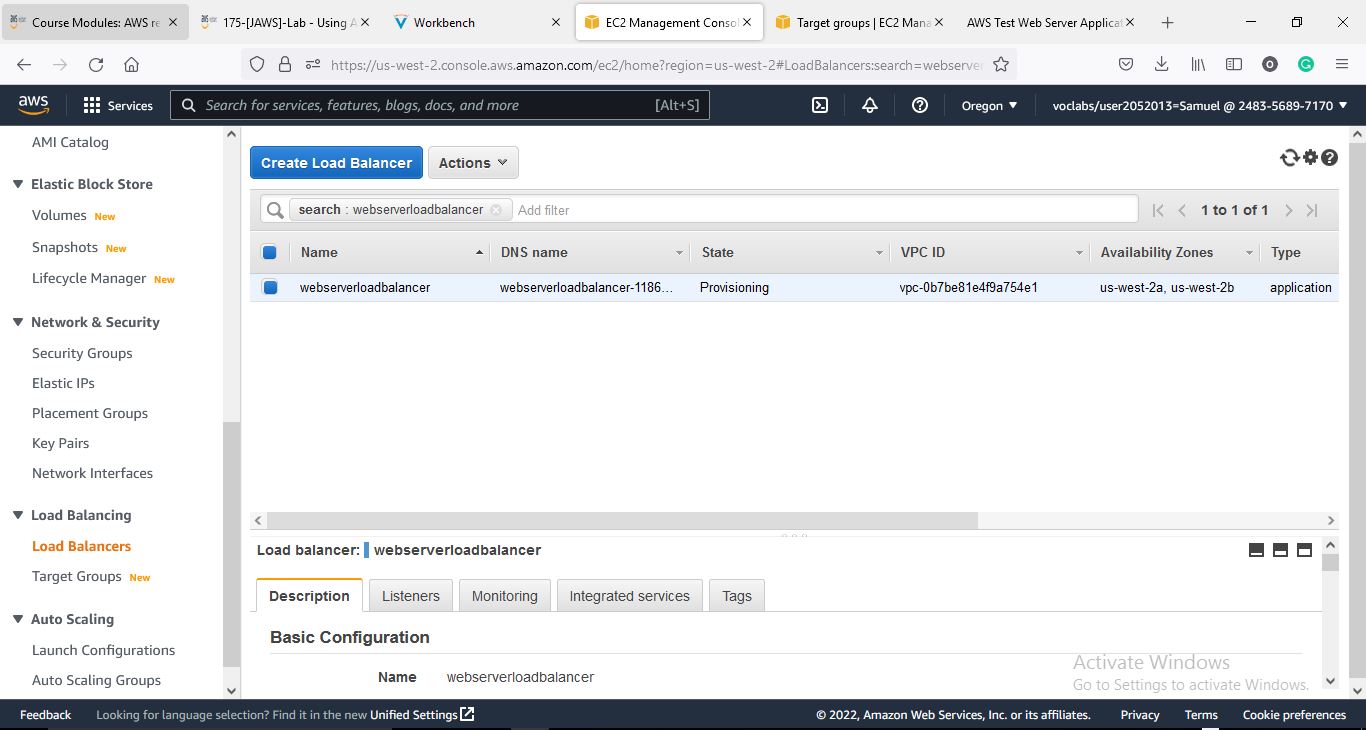 Course Modules: AWS re
175-[JAWS]-Lab - Using A
Workbench
EC2 Management Consol
Target groups | EC2 Mana
AWS Test Web Server Applicat
https://us-west-2.console.aws.amazon.com/ec2/home?region=us-west-2#LoadBalancers:search=webserver
aws
Services
Search for services, features, blogs, docs, and more
[Alt+S]
Oregon
voclabs/user2052013=Samuel @ 2483-5689-7170
AMI Catalog
Elastic Block Store
Volumes New
Snapshots New
Lifecycle Manager New
Network & Security
Security Groups
Elastic IPs
Placement Groups
Key Pairs
Network Interfaces
Load Balancing
Load Balancers
Target Groups New
Auto Scaling
Launch Configurations
Auto Scaling Groups
Create Load Balancer
Actions
search : webserverloadbalancer
Add filter
1 to 1 of 1
Name DNS name State VPC ID Availability Zones Type
webserverloadbalancer webserverloadbalancer-1186... Provisioning vpc-0b7be81e4f9a754e1 us-west-2a, us-west-2b application
Load balancer: webserverloadbalancer
Description Listeners Monitoring Integrated services Tags
Basic Configuration
Name webserverloadbalancer
Activate Windows
Go to Settings to activate Windows.
Feedback Looking for language selection? Find it in the new Unified Settings © 2022, Amazon Web Services, Inc. or its affiliates. Privacy Terms Cookie preferences